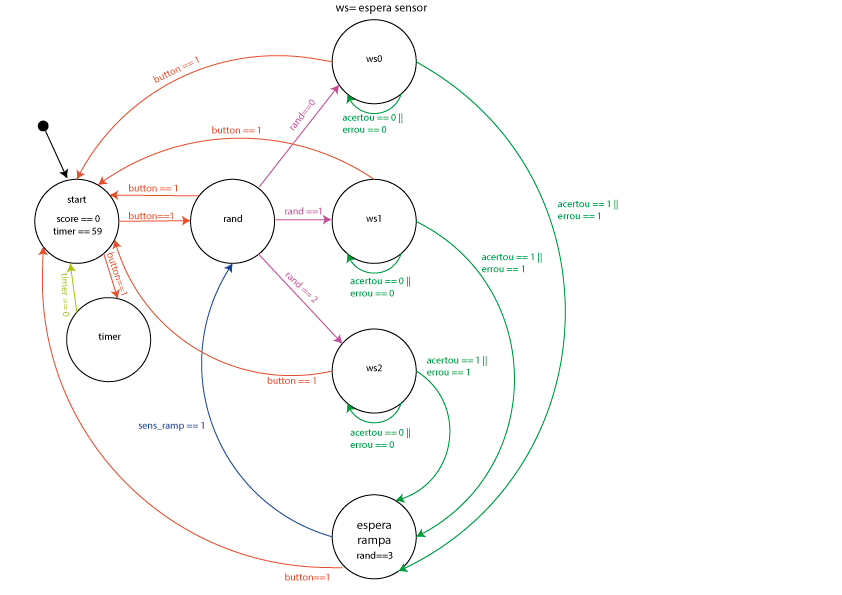 ws= espera sensor
ws0
button == 1
acertou == 0 ||
errou == 0
rand==0
button == 1
start
score == 0
timer == 59
button == 1
button==1
rand
rand ==1
ws1
acertou == 1 ||
errou == 1
acertou == 1 ||
errou == 1
acertou == 0 ||
errou == 0
button==1
timer ==0
rand == 2
timer
ws2
acertou == 1 ||
errou == 1
button == 1
acertou == 0 ||
errou == 0
sens_ramp == 1
espera
rampa
rand==3
button==1